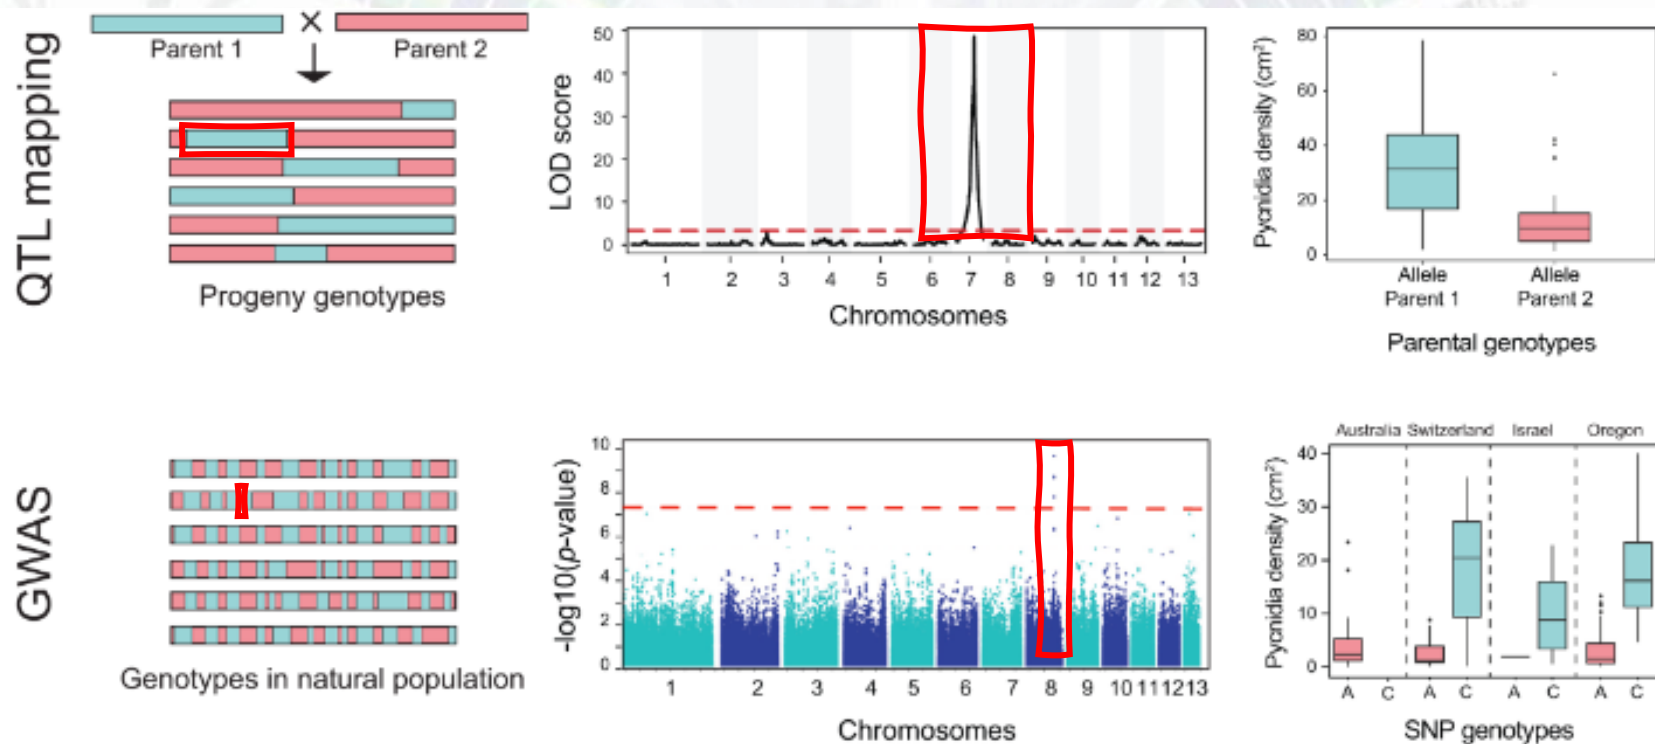 QTL mapping
Parent 1
×
Parent 2
Progeny genotypes
LOD score
50
40
30
20
10
0
1 2 3 4 5 6 7 8 9 10 11 12 13
Chromosomes
Pycnidia density (cm²)
80
60
40
20
0
Allele Parent 1
Allele Parent 2
Parental genotypes
GWAS
Genotypes in natural population
-log10(p-value)
10
8
6
4
2
0
1 2 3 4 5 6 7 8 9 10 11 12 13
Chromosomes
Australia Switzerland Israel Oregon
Pycnidia density (cm²)
40
30
20
10
0
A C A C A C A C
SNP genotypes